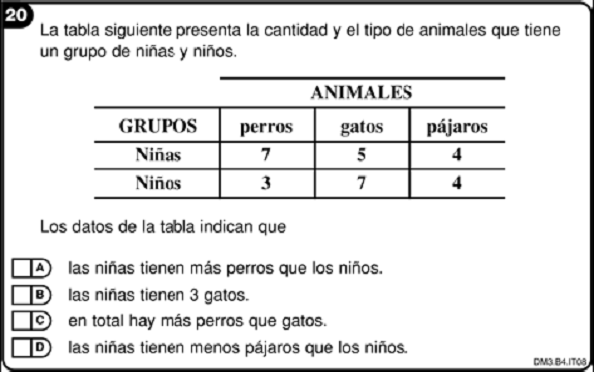 20
La tabla siguiente presenta la cantidad y el tipo de animales que tiene
un grupo de niñas y niños.
ANIMALES
GRUPOS perros gatos pájaros
Niñas 7 5 4
Niños 3 7 4
Los datos de la tabla indican que
A las niñas tienen más perros que los niños.
B las niñas tienen 3 gatos.
C en total hay más perros que gatos.
D las niñas tienen menos pájaros que los niños.
DM3.B4.IT08